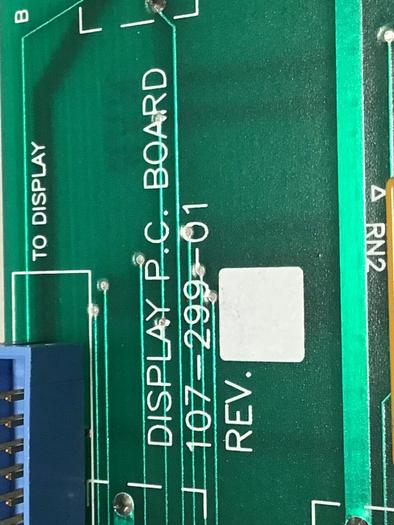 B
TO DISPLAY
DISPLAY P.C. BOARD
107-299-01
REV.
RN2